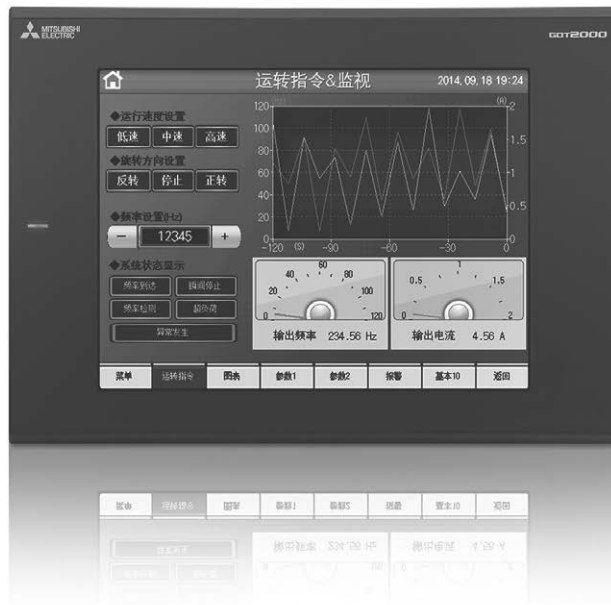 MITSUBISHI
ELECTRIC
GOT2000
运转指令&监视
2014,09,18 19:24
◆运行速度设置
低速 中速 高速
◆旋转方向设置
反转 停止 正转
◆频率设置(Hz)
− 12345 +
◆系统状态显示
频率到达 瞬间停止
频率检测 超负荷
异常发生
(Hz) (A)
120 2
100
80 1.5
60 1
40
20 0.5
0 0
-120 (S) -90 -60 -30 0
0 20 40 60 80 100 120
输出频率 234.56 Hz
0 0.5 1 1.5 2
输出电流 4.56 A
菜单 运转指令 图表 参数1 参数2 报警 基本10 返回